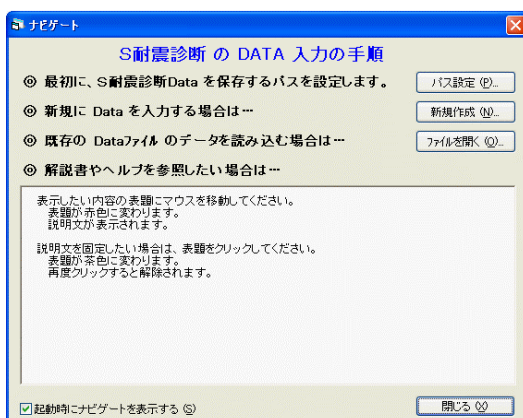 ナビゲート
S耐震診断 の DATA 入力の手順
◎ 最初に、S耐震診断Data を保存するパスを設定します。
パス設定 (P)...
◎ 新規に Data を入力する場合は…
新規作成 (N)...
◎ 既存の Dataファイル のデータを読み込む場合は…
ファイルを開く (O)...
◎ 解説書やヘルプを参照したい場合は…
表示したい内容の表題にマウスを移動してください。
表題が赤色に変わります。
説明文が表示されます。
説明文を固定したい場合は、表題をクリックしてください。
表題が茶色に変わります。
再度クリックすると解除されます。
起動時にナビゲートを表示する (S)
閉じる (X)